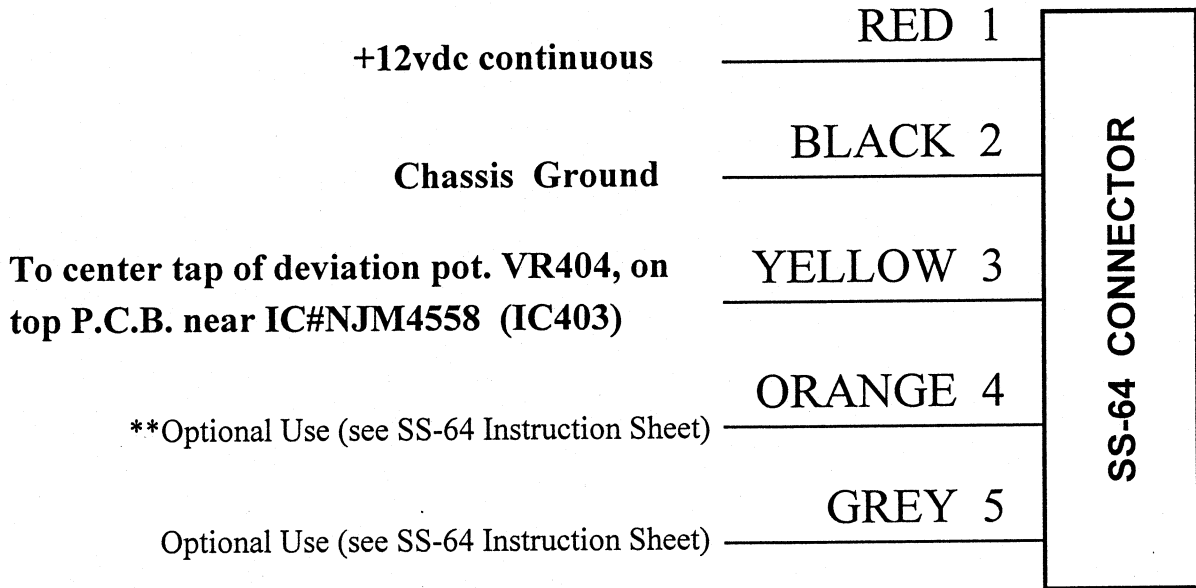 RED 1
+12vdc continuous
BLACK 2
Chassis Ground
YELLOW 3
To center tap of deviation pot. VR404, on
top P.C.B. near IC#NJM4558 (IC403)
ORANGE 4
**Optional Use (see SS-64 Instruction Sheet)
GREY 5
Optional Use (see SS-64 Instruction Sheet)
SS-64 CONNECTOR